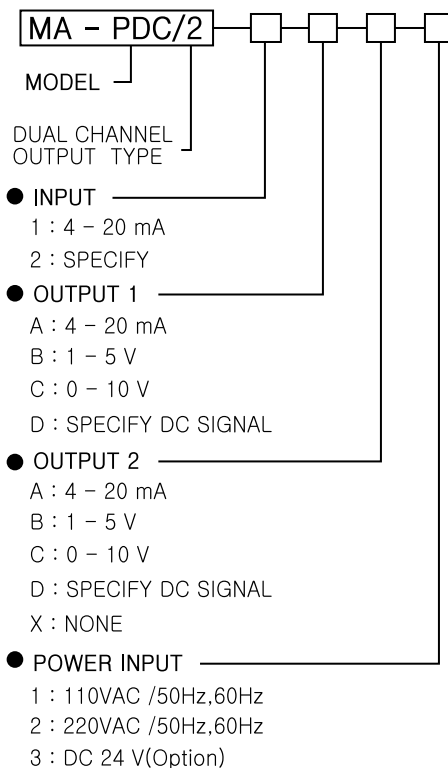 MA - PDC/2
MODEL
DUAL CHANNEL
OUTPUT TYPE
● INPUT
1 : 4 - 20 mA
2 : SPECIFY
● OUTPUT 1
A : 4 - 20 mA
B : 1 - 5 V
C : 0 - 10 V
D : SPECIFY DC SIGNAL
● OUTPUT 2
A : 4 - 20 mA
B : 1 - 5 V
C : 0 - 10 V
D : SPECIFY DC SIGNAL
X : NONE
● POWER INPUT
1 : 110VAC /50Hz,60Hz
2 : 220VAC /50Hz,60Hz
3 : DC 24 V(Option)